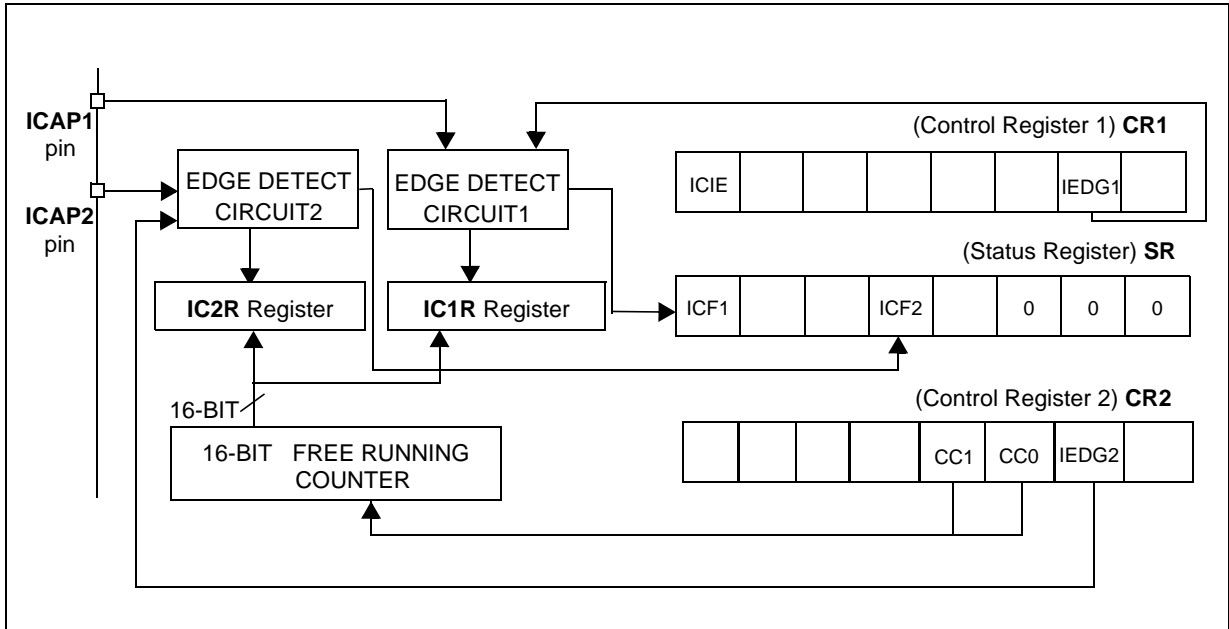 ICAP1
pin
ICAP2
pin
EDGE DETECT
CIRCUIT2
EDGE DETECT
CIRCUIT1
IC2R Register
IC1R Register
16-BIT
16-BIT FREE RUNNING
COUNTER
(Control Register 1) CR1
ICIE IEDG1
(Status Register) SR
ICF1 ICF2 0 0 0
(Control Register 2) CR2
CC1 CC0 IEDG2